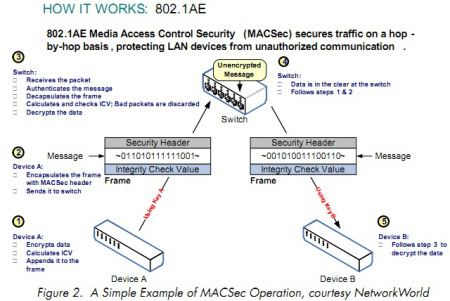 HOW IT WORKS: 802.1AE
802.1AE Media Access Control Security (MACSec) secures traffic on a hop -
by-hop basis , protecting LAN devices from unauthorized communication .
3
Switch:
Receives the packet
Authenticates the message
Decapsulates the frame
Calculates and checks ICV; Bad packets are discarded
Decrypts the data
Unencrypted
Message
4
Switch:
Data is in the clear at the switch
Follows steps 1 & 2
Switch
2
Device A:
Encapsulates the frame
with MACSec header
Sends it to switch
Message
Security Header
~011010111111001~
Integrity Check Value
Frame
Security Header
~001010011100110~
Integrity Check Value
Frame
Message
Using Key A
Using Key B
1
Device A:
Encrypts data
Calculates ICV
Appends it to the
frame
Device A
5
Device B:
Follows step 3 to
decrypt the data
Device B
Figure 2. A Simple Example of MACSec Operation, courtesy NetworkWorld